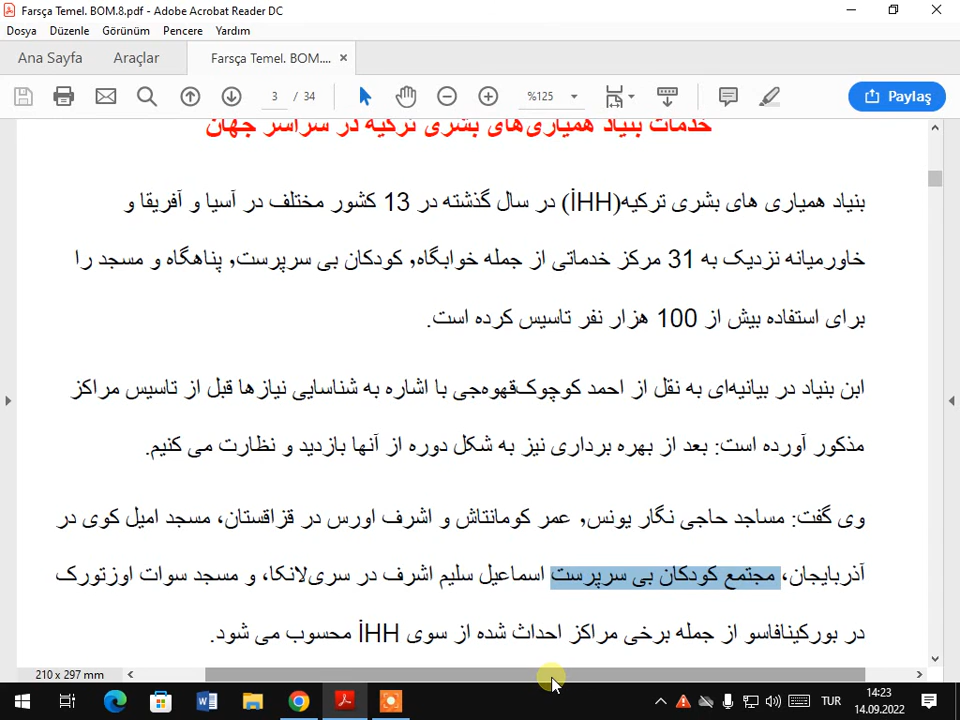 Farsça Temel. BOM.8.pdf - Adobe Acrobat Reader DC
Dosya Düzenle Görünüm Pencere Yardım
Ana Sayfa Araçlar Farsça Temel. BOM.... ×
3 / 34 %125 Paylaş
خدمات بنیاد همیاری‌های بشری ترکیه در سراسر جهان
بنیاد همیاری های بشری ترکیه(İHH) در سال گذشته در 13 کشور مختلف در آسیا و آفریقا و
خاورمیانه نزدیک به 31 مرکز خدماتی از جمله خوابگاه, کودکان بی سرپرست, پناهگاه و مسجد را
برای استفاده بیش از 100 هزار نفر تاسیس کرده است.
ابن بنیاد در بیانیه‌ای به نقل از احمد کوچوک‌قهوه‌جی با اشاره به شناسایی نیازها قبل از تاسیس مراکز
مذکور آورده است: بعد از بهره برداری نیز به شکل دوره از آنها بازدید و نظارت می کنیم.
وی گفت: مساجد حاجی نگار یونس, عمر کومانتاش و اشرف اورس در قزاقستان، مسجد امیل کوی در
آذربایجان، مجتمع کودکان بی سرپرست اسماعیل سلیم اشرف در سری‌لانکا، و مسجد سوات اوزتورک
در بورکینافاسو از جمله برخی مراکز احداث شده از سوی İHH محسوب می شود.
210 x 297 mm
TUR 14:23
14.09.2022